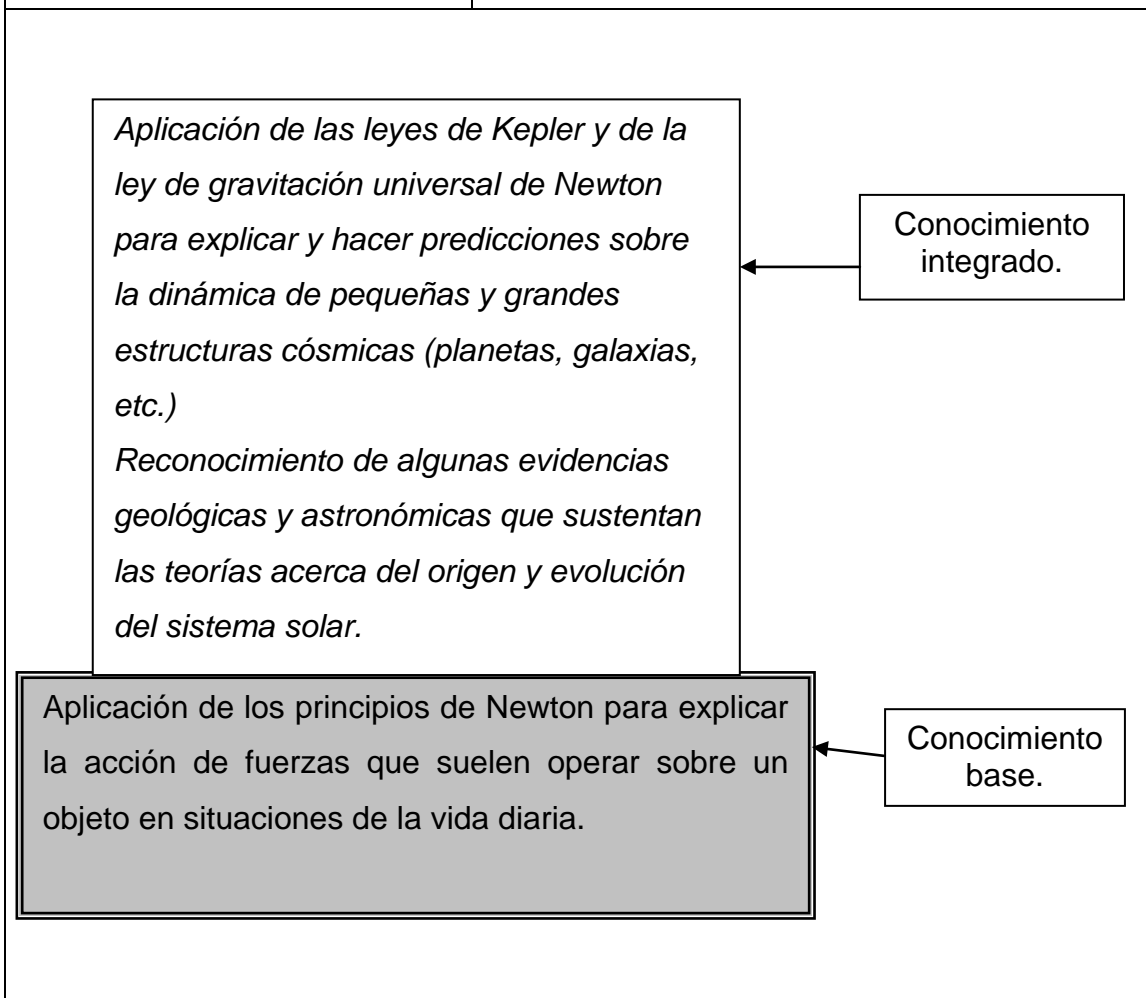 Aplicación de las leyes de Kepler y de la
ley de gravitación universal de Newton
para explicar y hacer predicciones sobre
la dinámica de pequeñas y grandes
estructuras cósmicas (planetas, galaxias,
etc.)
Reconocimiento de algunas evidencias
geológicas y astronómicas que sustentan
las teorías acerca del origen y evolución
del sistema solar.
Conocimiento
integrado.
Aplicación de los principios de Newton para explicar
la acción de fuerzas que suelen operar sobre un
objeto en situaciones de la vida diaria.
Conocimiento
base.